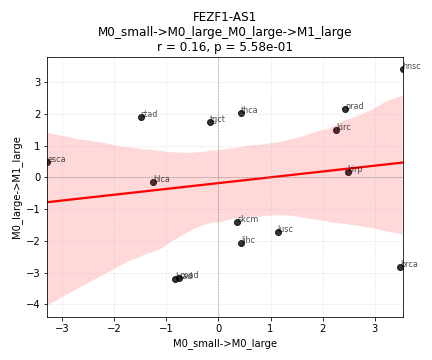 FEZF1-AS1
M0_small->M0_large_M0_large->M1_large
r = 0.16, p = 5.58e-01
hnsc
prad
stad
thca
tgct
kirc
esca
kirp
blca
skcm
lusc
lihc
brca
coad
M0_large->M1_large
3
2
1
0
−1
−2
−3
−4
−3
−2
−1
0
1
2
3
M0_small->M0_large